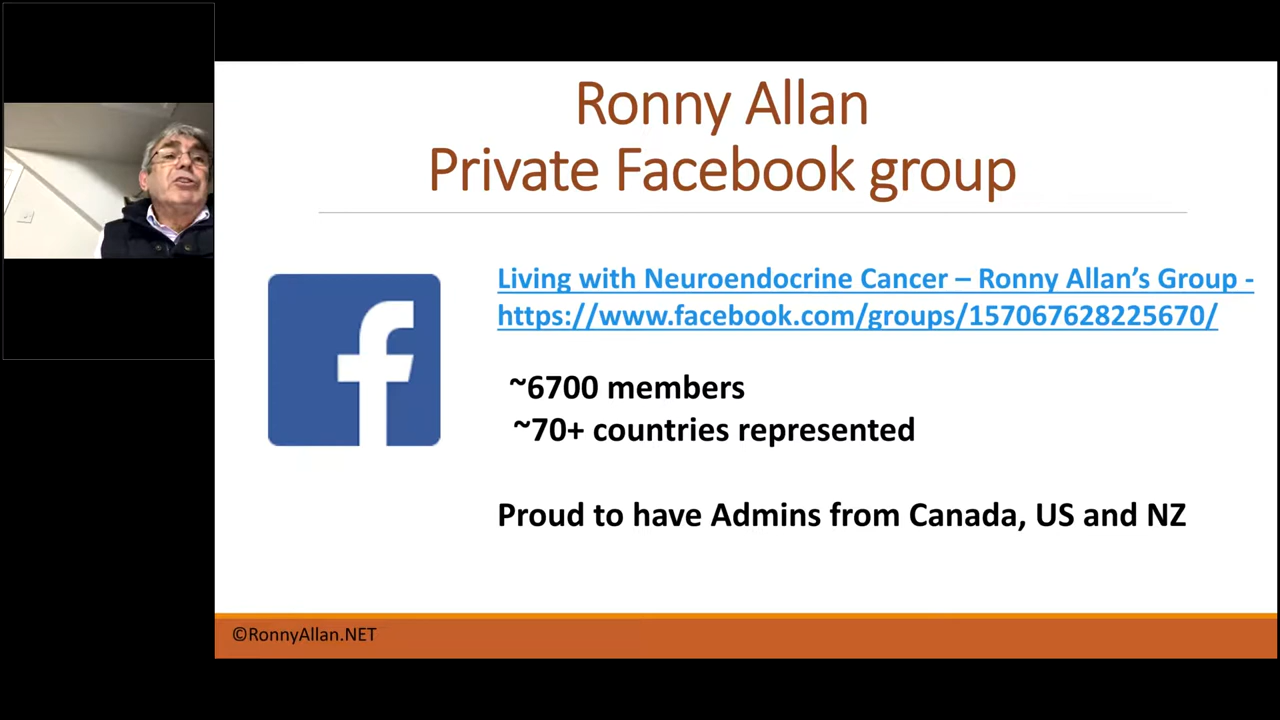 Ronny Allan
Private Facebook group
Living with Neuroendocrine Cancer – Ronny Allan’s Group -
https://www.facebook.com/groups/157067628225670/
~6700 members
~70+ countries represented
Proud to have Admins from Canada, US and NZ
©RonnyAllan.NET